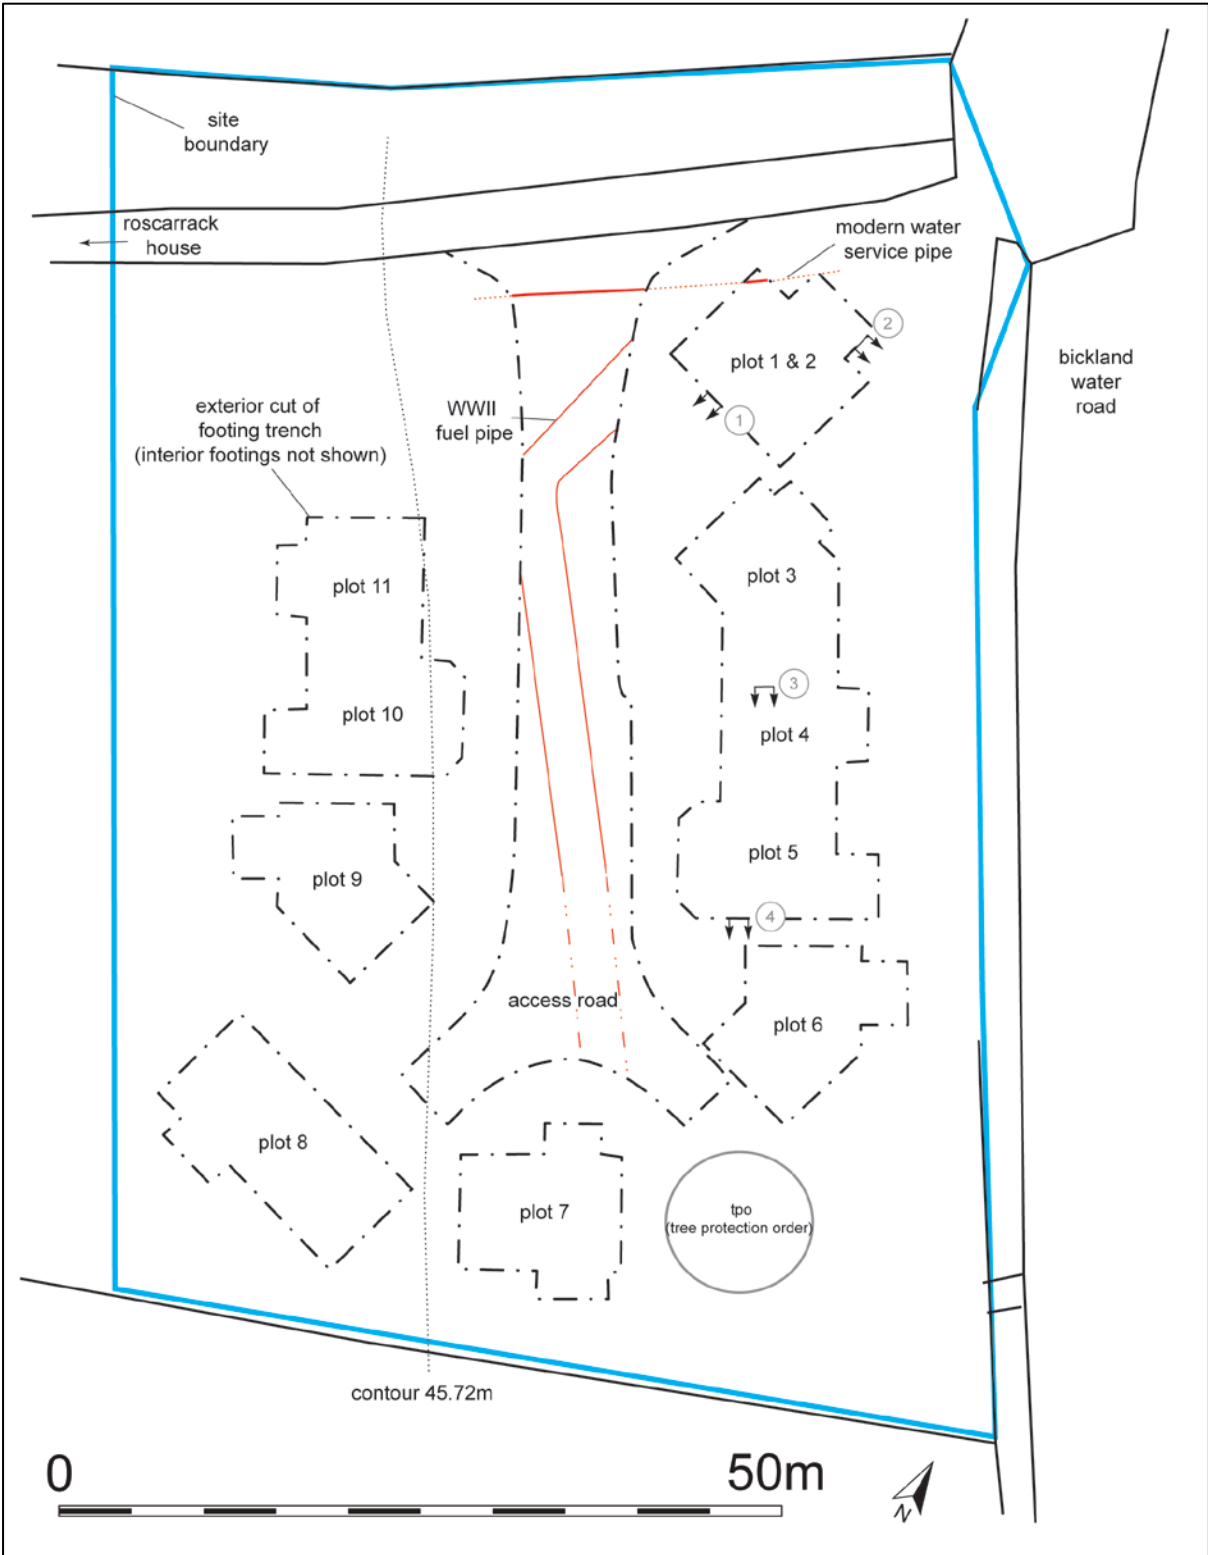 site
boundary
roscarrack
house
modern water
service pipe
2
plot 1 & 2
bickland
water
road
exterior cut of
footing trench
(interior footings not shown)
WWII
fuel pipe
1
plot 11
plot 3
3
plot 10
plot 4
plot 5
plot 9
4
access road
plot 6
plot 8
plot 7
tpo
(tree protection order)
contour 45.72m
0
50m
N